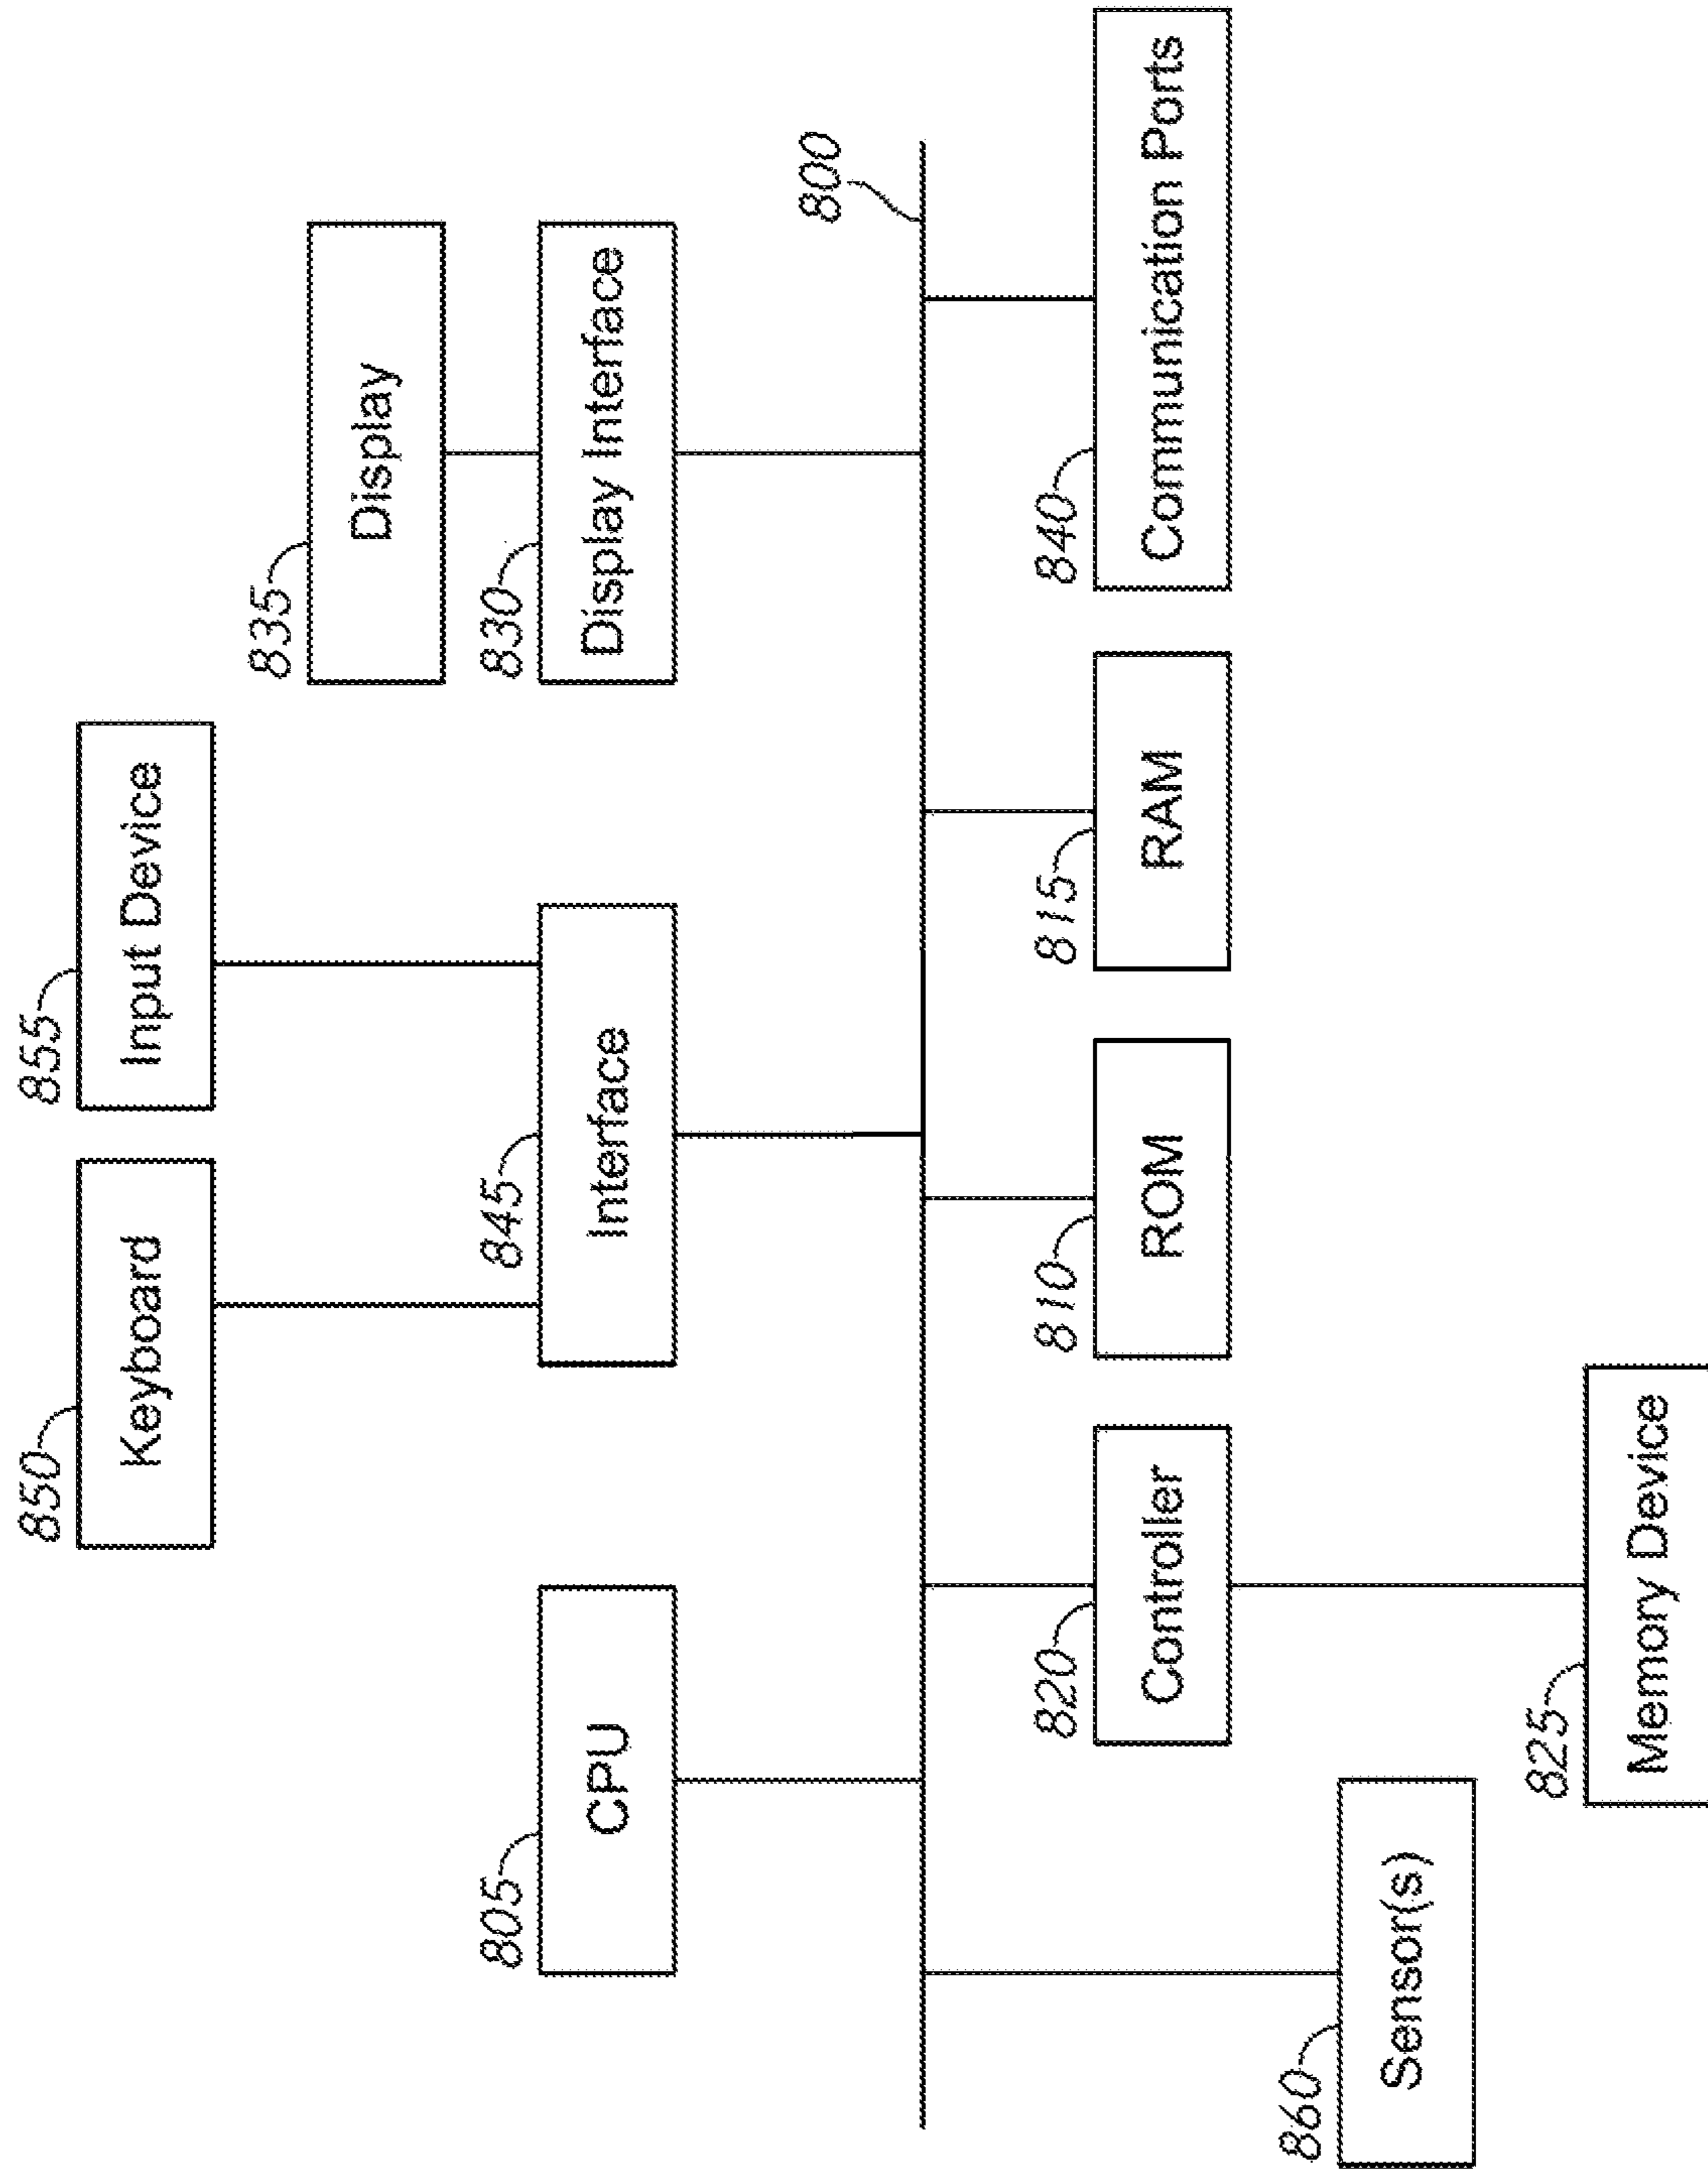 850
Keyboard
855
Input Device
835
Display
805
CPU
845
Interface
830
Display Interface
800
820
Controller
810
ROM
815
RAM
840
Communication Ports
860
Sensor(s)
825
Memory Device